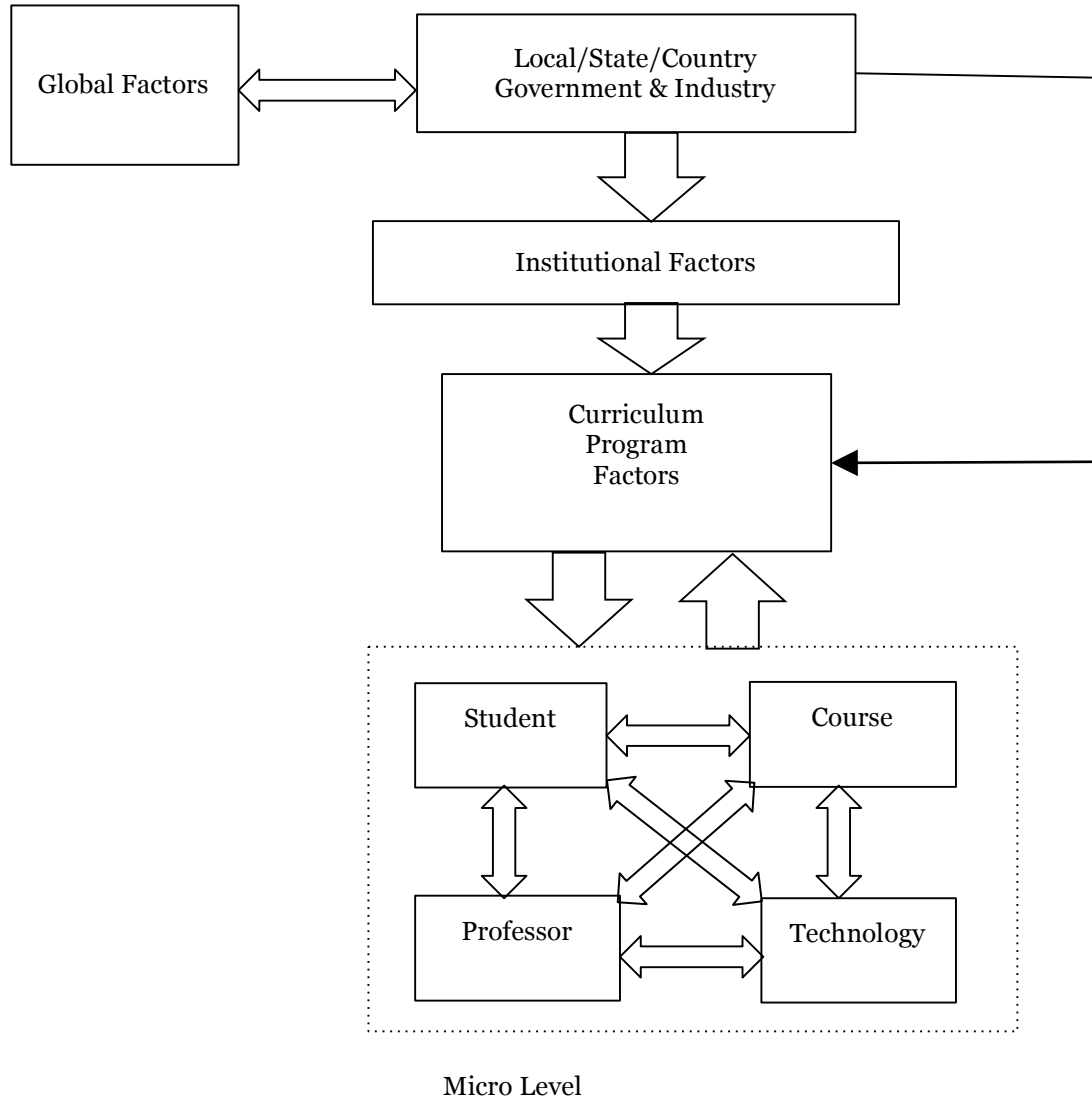 Global Factors
Local/State/Country
Government & Industry
Institutional Factors
Curriculum
Program
Factors
Student
Course
Professor
Technology
Micro Level